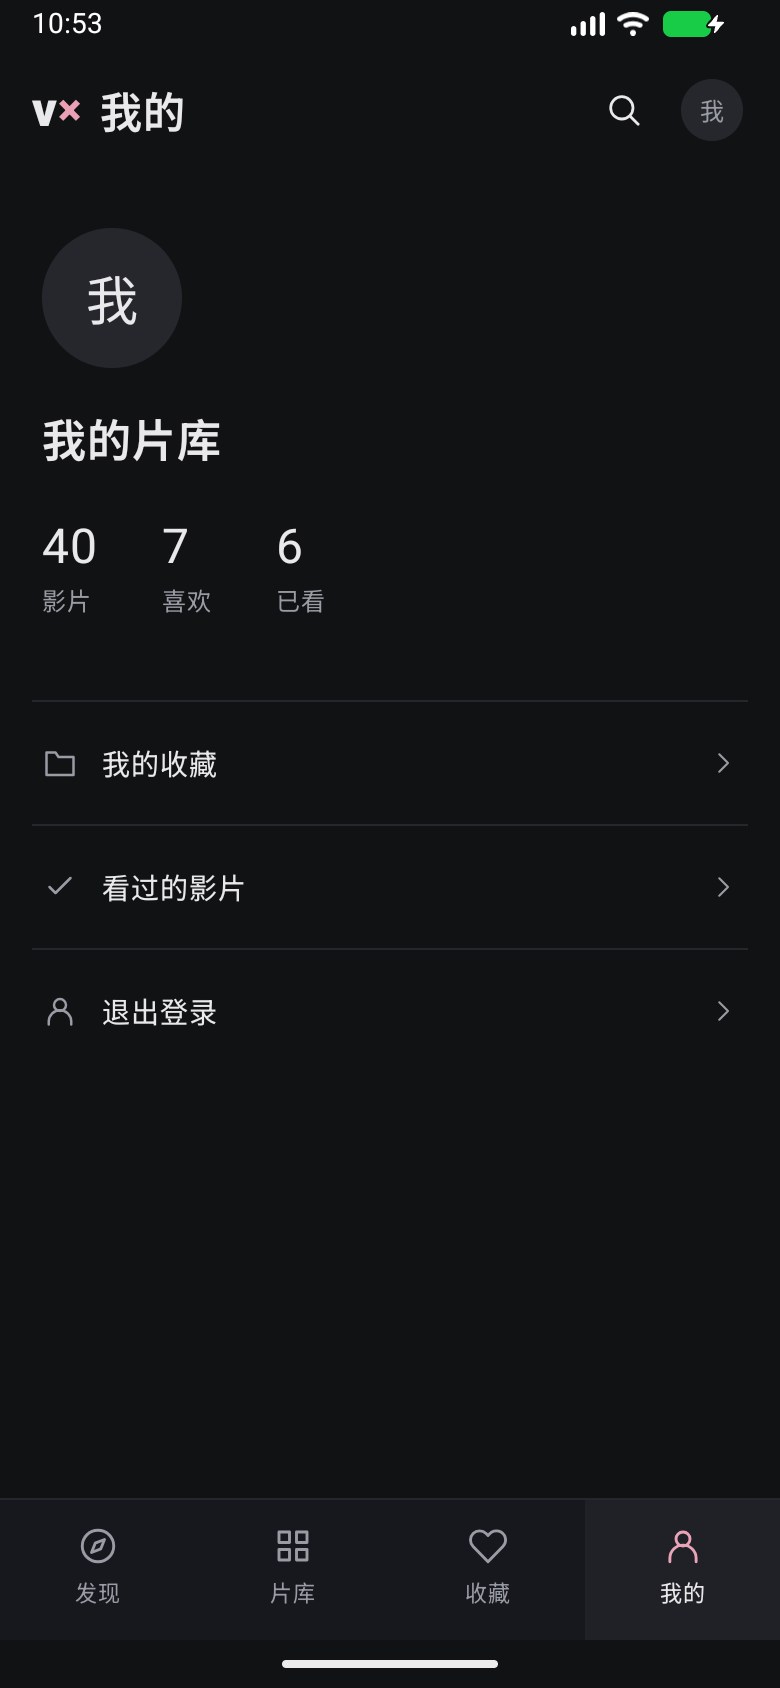 10:53
vx 我的
我
我
我的片库
40 7 6
影片 喜欢 已看
我的收藏
看过的影片
退出登录
发现 片库 收藏 我的